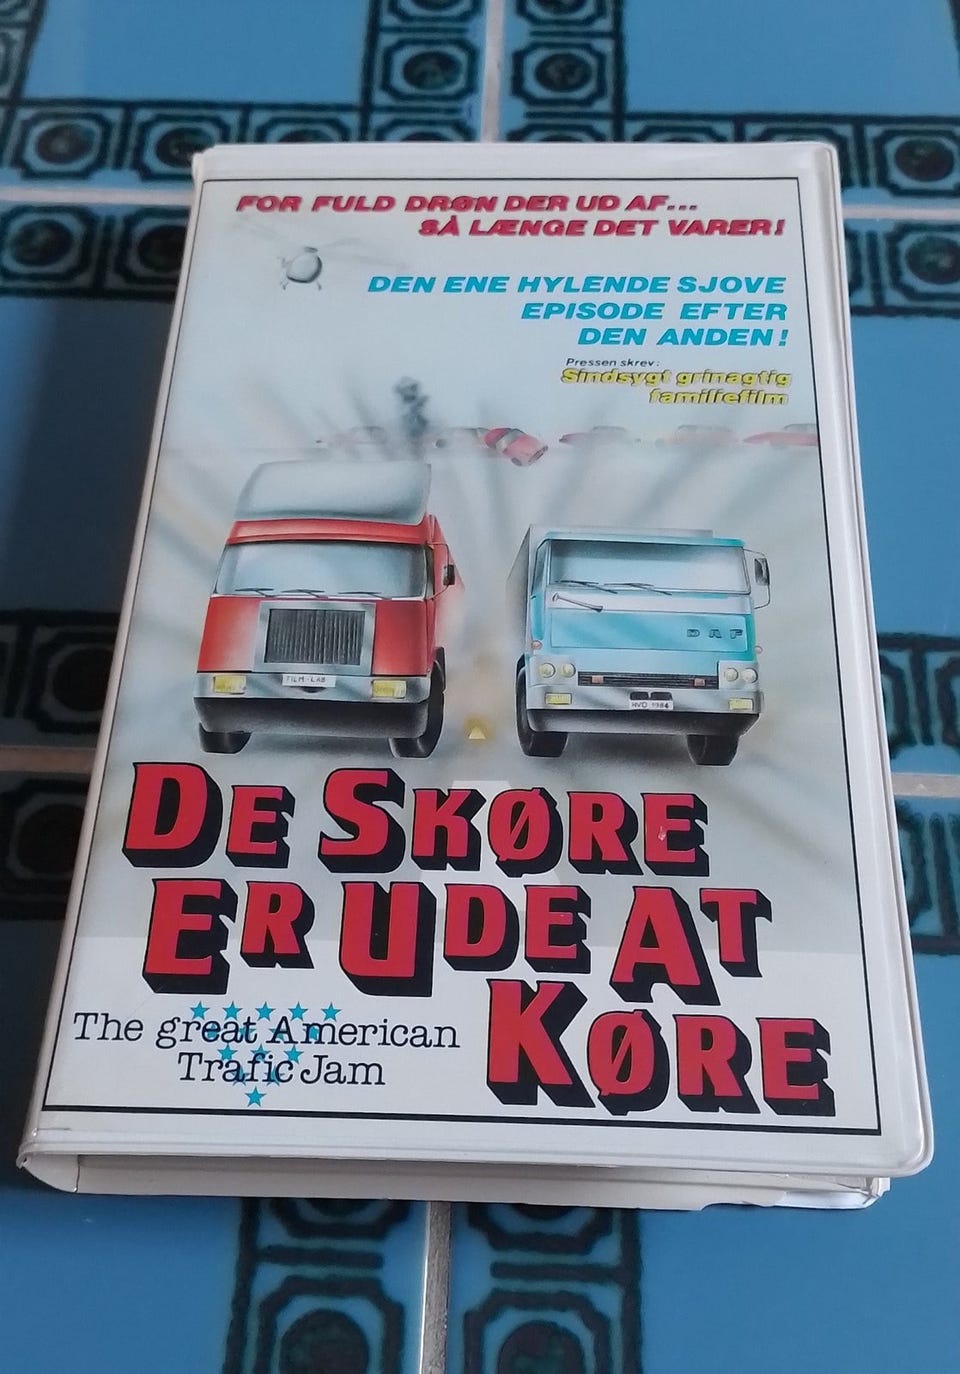 FOR FULD DRØN DER UD AF...
SÅ LÆNGE DET VARER!
DEN ENE HYLENDE SJOVE
EPISODE EFTER
DEN ANDEN!
Pressen skrev:
Sindsygt grinagtig
familiefilm
DAF
FILM-LAB
HVO 1984
DE SKØRE
ER UDE AT
KØRE
The great American
Trafic Jam